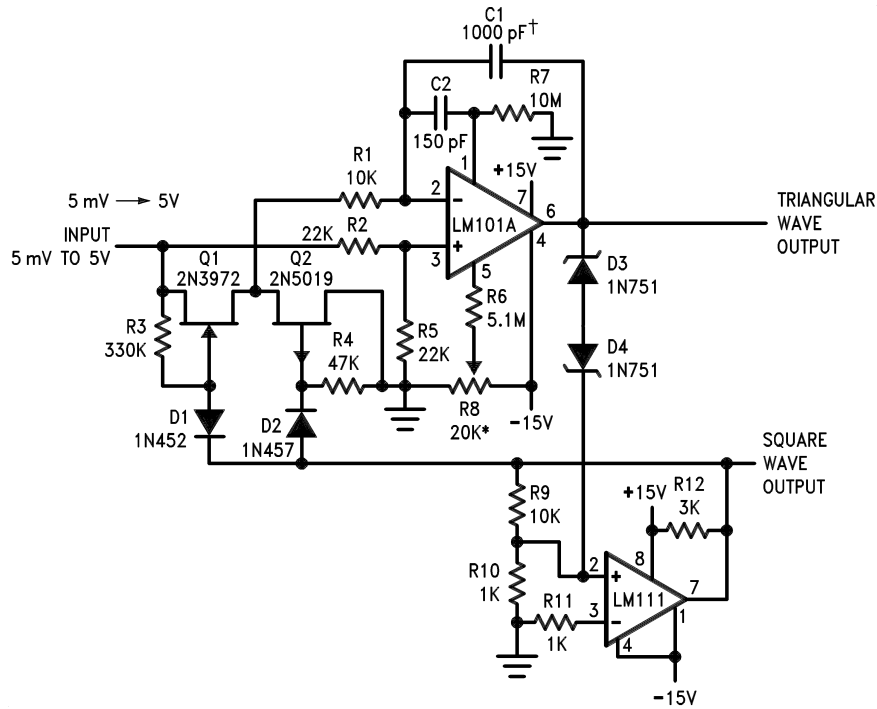 C1
1000 pF†
C2
150 pF
R7
10M
R1
10K
1
+15V
7
5 mV → 5V
2
−
LM101A
6
TRIANGULAR
WAVE
OUTPUT
R2
22K
INPUT
5 mV TO 5V
+
3
4
5
Q1
2N3972
Q2
2N5019
D3
1N751
R6
5.1M
R3
330K
R4
47K
R5
22K
D4
1N751
R8
20K*
−15V
D1
1N452
D2
1N457
SQUARE
WAVE
OUTPUT
R9
10K
+15V
R12
3K
R10
1K
2
+
8
LM111
7
R11
1K
3
−
1
4
−15V